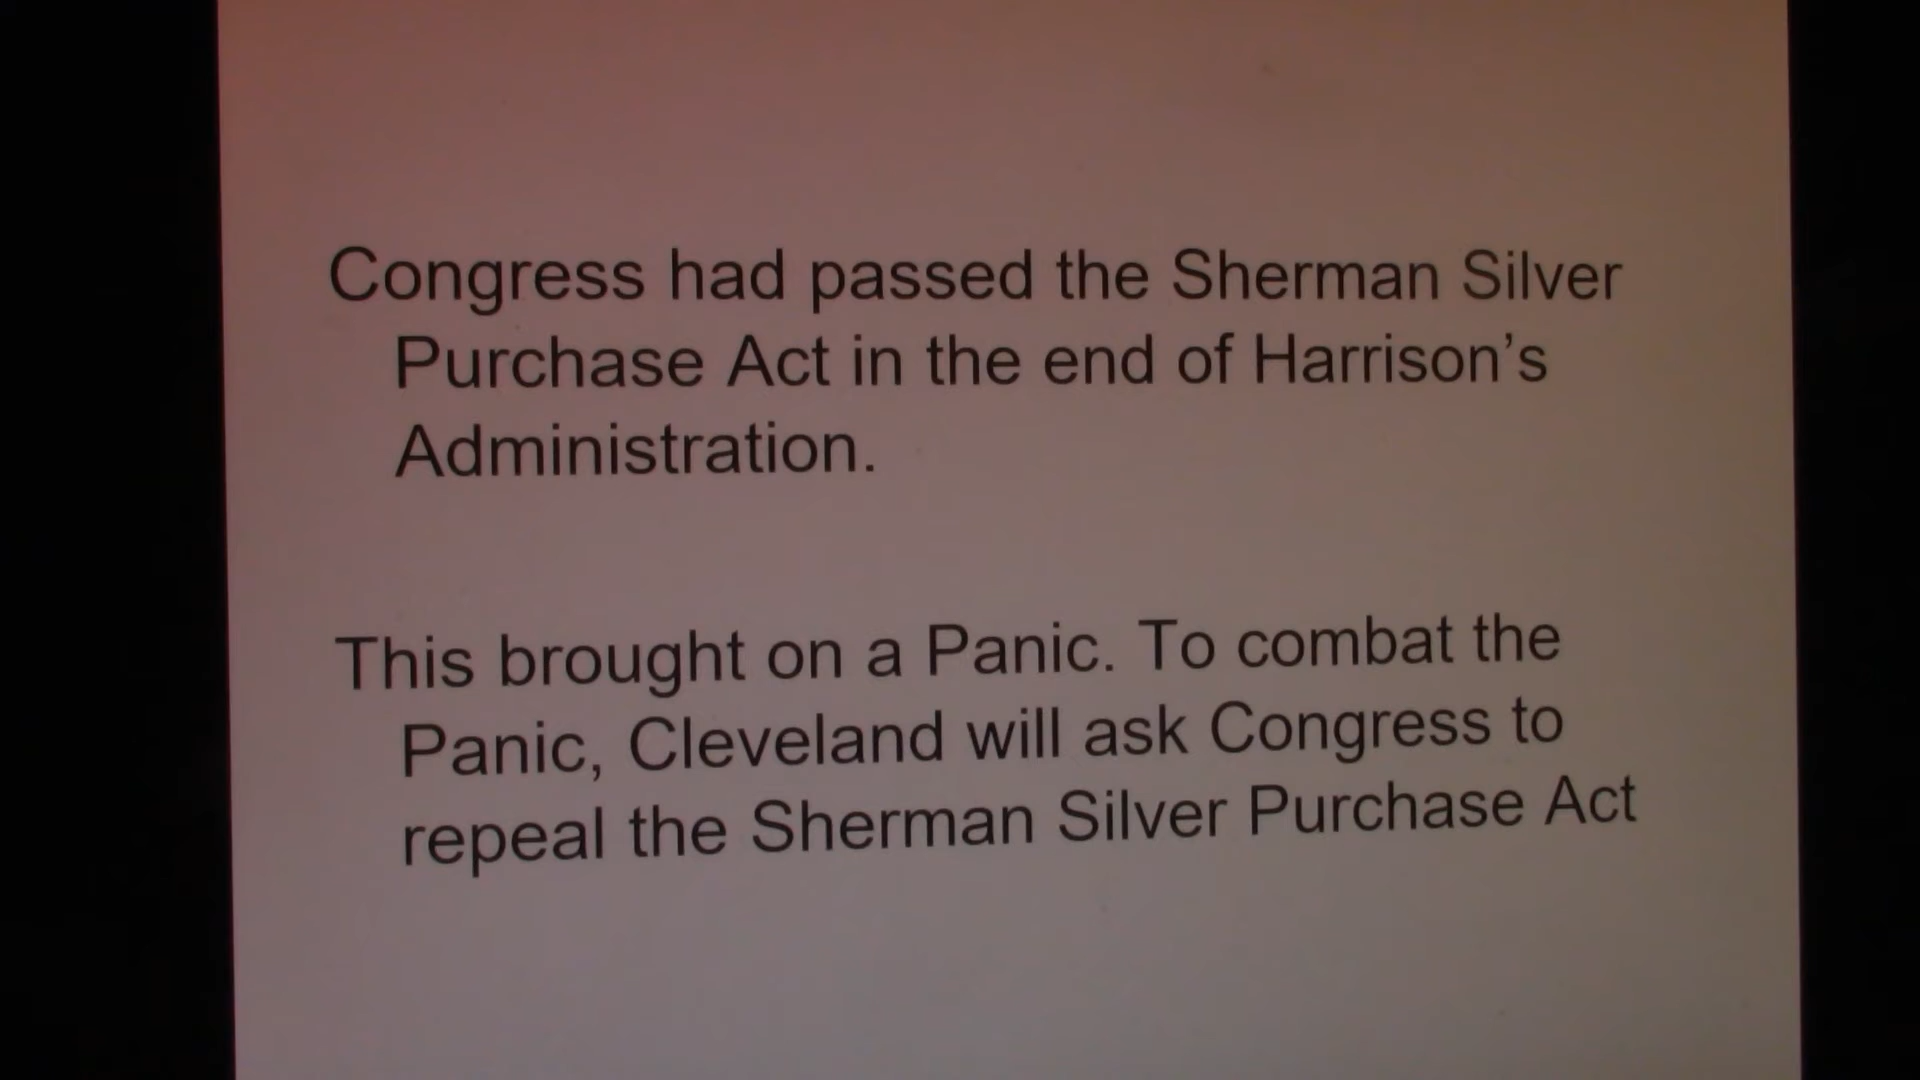 Congress had passed the Sherman Silver
Purchase Act in the end of Harrison's
Administration.
This brought on a Panic. To combat the
Panic, Cleveland will ask Congress to
repeal the Sherman Silver Purchase Act